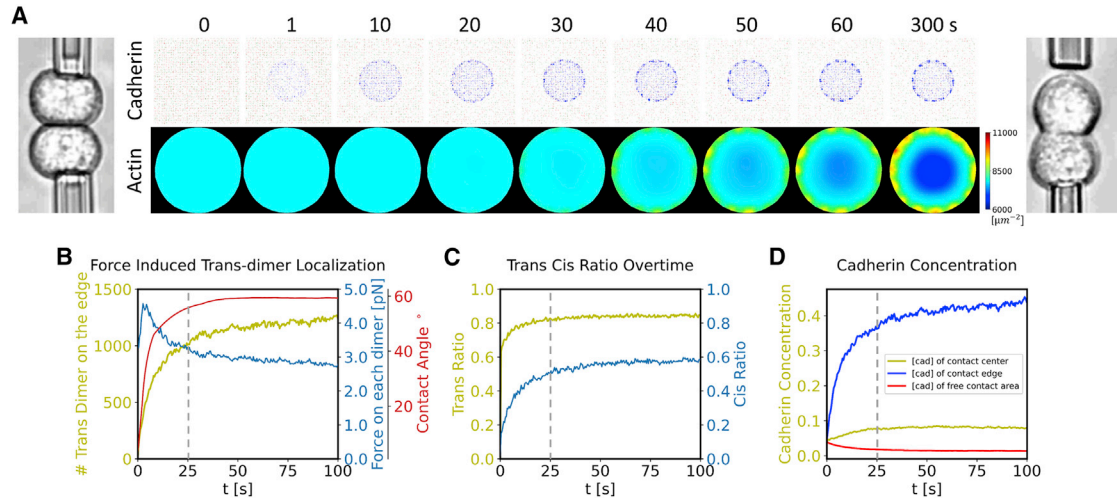 A
0 1 10 20 30 40 50 60 300 s
Cadherin
Actin
11000
8500
6000
[μm⁻²]
B
Force Induced Trans-dimer Localization
# Trans Dimer on the edge
1500
1000
500
0
5.0
4.0
3.0
2.0
1.0
0.0
Force on each dimer [pN]
60
40
20
Contact Angle °
0 25 50 75 100
t [s]
C
Trans Cis Ratio Overtime
Trans Ratio
1.0
0.8
0.6
0.4
0.2
0.0
1.0
0.8
0.6
0.4
0.2
0.0
Cis Ratio
0 25 50 75 100
t [s]
D
Cadherin Concentration
Cadherin Concentration
0.4
0.3
0.2
0.1
0.0
[cad] of contact center
[cad] of contact edge
[cad] of free contact area
0 25 50 75 100
t [s]